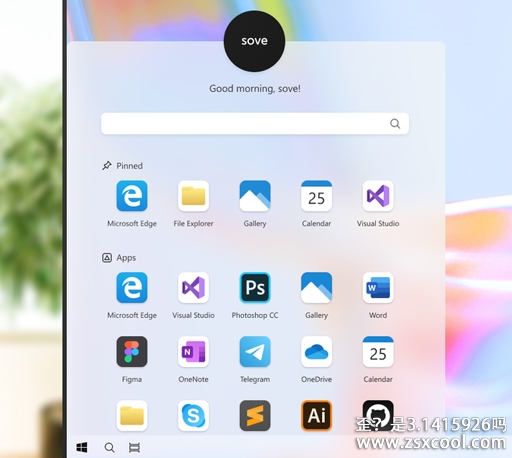 sove
Good morning, sove!
Pinned
25
Microsoft Edge File Explorer Gallery Calendar Visual Studio
Apps
Ps
W
Microsoft Edge Visual Studio Photoshop CC Gallery Word
N
25
Figma OneNote Telegram OneDrive Calendar
S
Ai
歪?是3.1415926吗
www.zsxcool.com